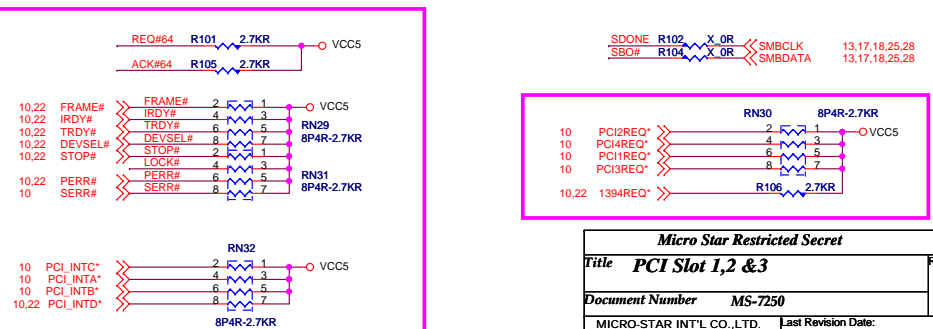 REQ#64 R101 2.7KR VCC5
ACK#64 R105 2.7KR
10,22 FRAME# FRAME# 2 1 VCC5
10,22 IRDY# IRDY# 4 3 RN29
10,22 TRDY# TRDY# 6 5
10,22 DEVSEL# DEVSEL# 8 7 8P4R-2.7KR
10,22 STOP# STOP# 2 1
LOCK# 4 3
10,22 PERR# PERR# 6 5 RN31
10 SERR# SERR# 8 7 8P4R-2.7KR
RN32
10 PCI_INTC* 2 1 VCC5
10 PCI_INTA* 4 3
10 PCI_INTB* 6 5
10,22 PCI_INTD* 8 7
8P4R-2.7KR
SDONE R102 X_0R SMBCLK 13,17,18,25,28
SBO# R104 X_0R SMBDATA 13,17,18,25,28
RN30 8P4R-2.7KR
10 PCI2REQ* 2 1 VCC5
10 PCI4REQ* 4 3
10 PCI1REQ* 6 5
10 PCI3REQ* 8 7
10,22 1394REQ* R106 2.7KR
Micro Star Restricted Secret
Title PCI Slot 1,2 &3
Document Number MS-7250
MICRO-STAR INT'L CO.,LTD. Last Revision Date: